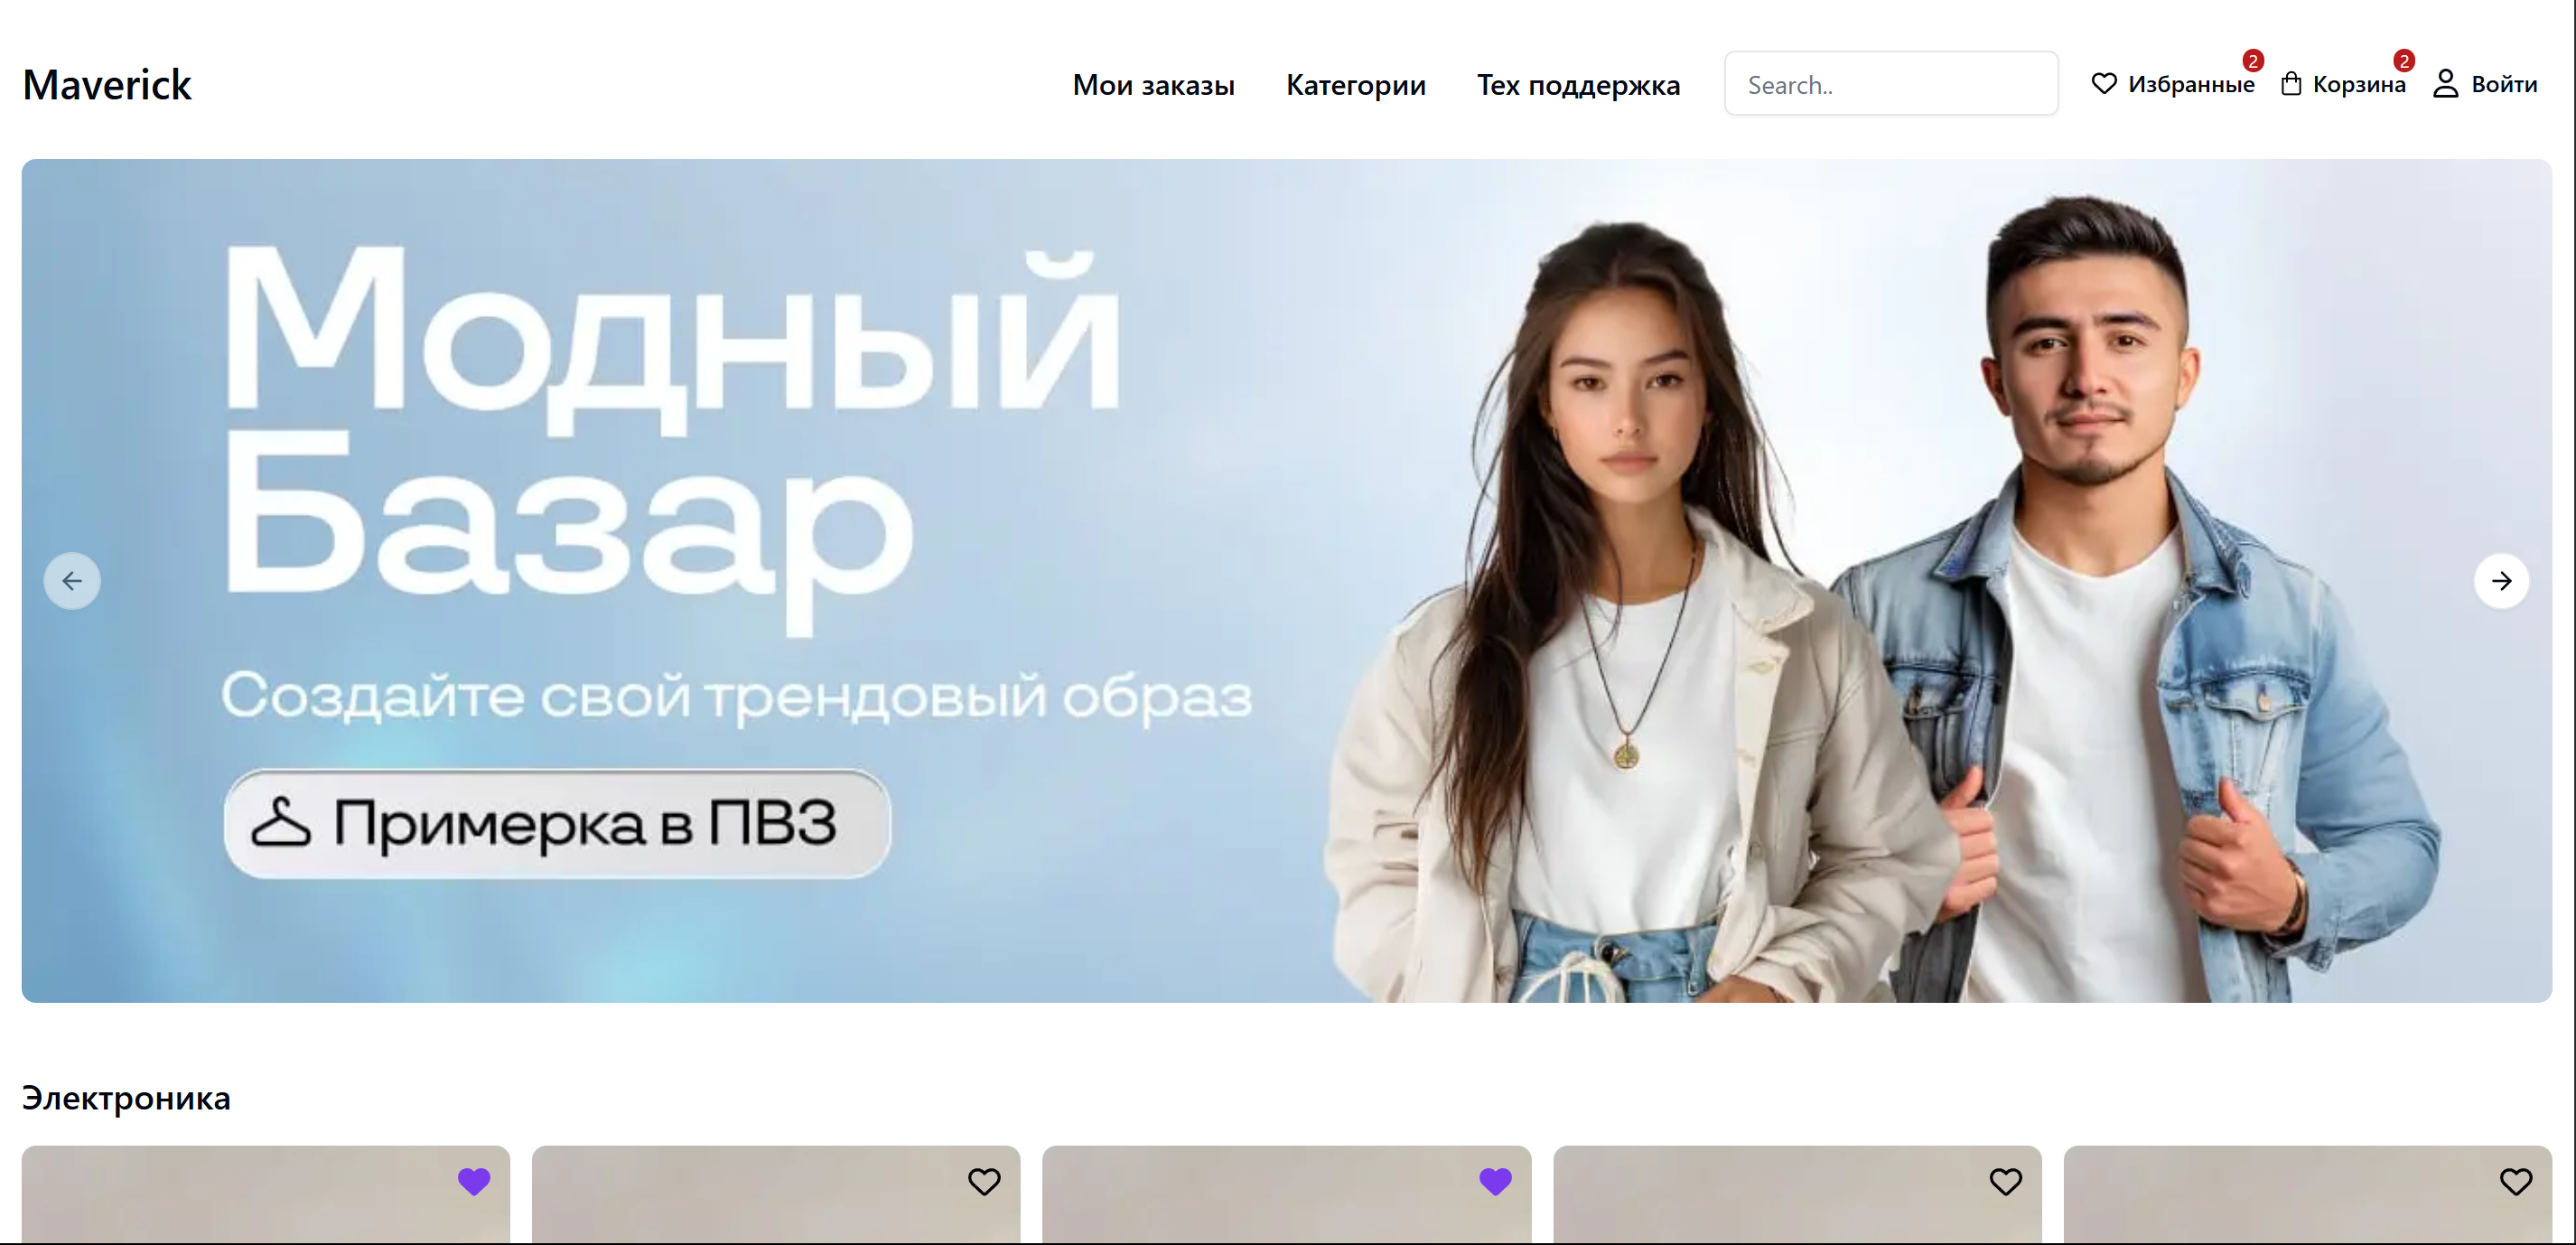 Maverick
Мои заказы
Категории
Тех поддержка
Search..
Избранные
2
Корзина
2
Войти
Модный
Базар
Создайте свой трендовый образ
Примерка в ПВЗ
Электроника